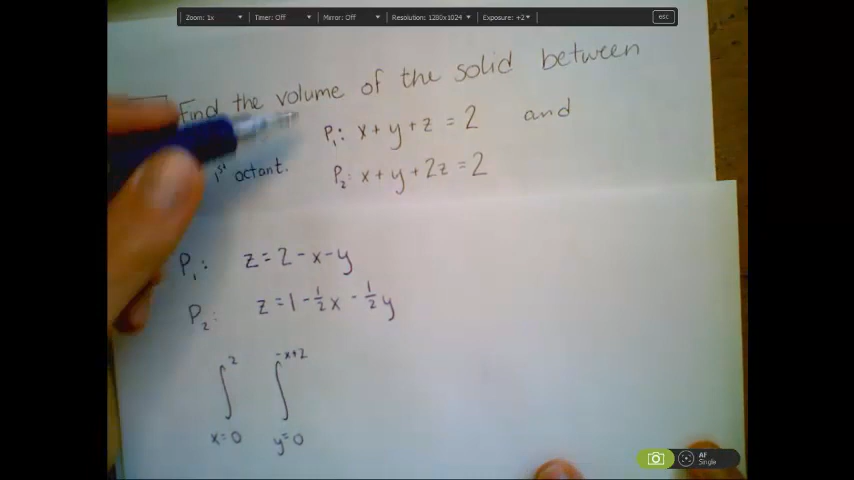 Zoom: 1x Timer: Off Mirror: Off Resolution: 1280x1024 Exposure: +2 esc
Find the volume of the solid between
P₁: x + y + z = 2 and
1st octant. P₂: x + y + 2z = 2
P₁: z = 2 - x - y
P₂: z = 1 - ½x - ½y
∫ x=0 2 ∫ y=0 -x+2
AF
Single